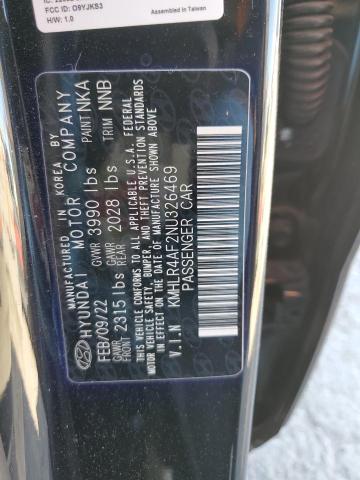 FCC ID: O9YJKS3
H/W: 1.0
Assembled in Taiwan
MANUFACTURED IN KOREA BY
HYUNDAI MOTOR COMPANY
FEB/09/22 GVWR 3990 lbs PAINT NKA
GAWR FRONT 2315 lbs GAWR REAR 2028 lbs TRIM NNB
THIS VEHICLE CONFORMS TO ALL APPLICABLE U.S.A. FEDERAL
MOTOR VEHICLE SAFETY, BUMPER, AND THEFT PREVENTION STANDARDS
IN EFFECT ON THE DATE OF MANUFACTURE SHOWN ABOVE.
V.I.N KMHLR4AF2NU326469
PASSENGER CAR